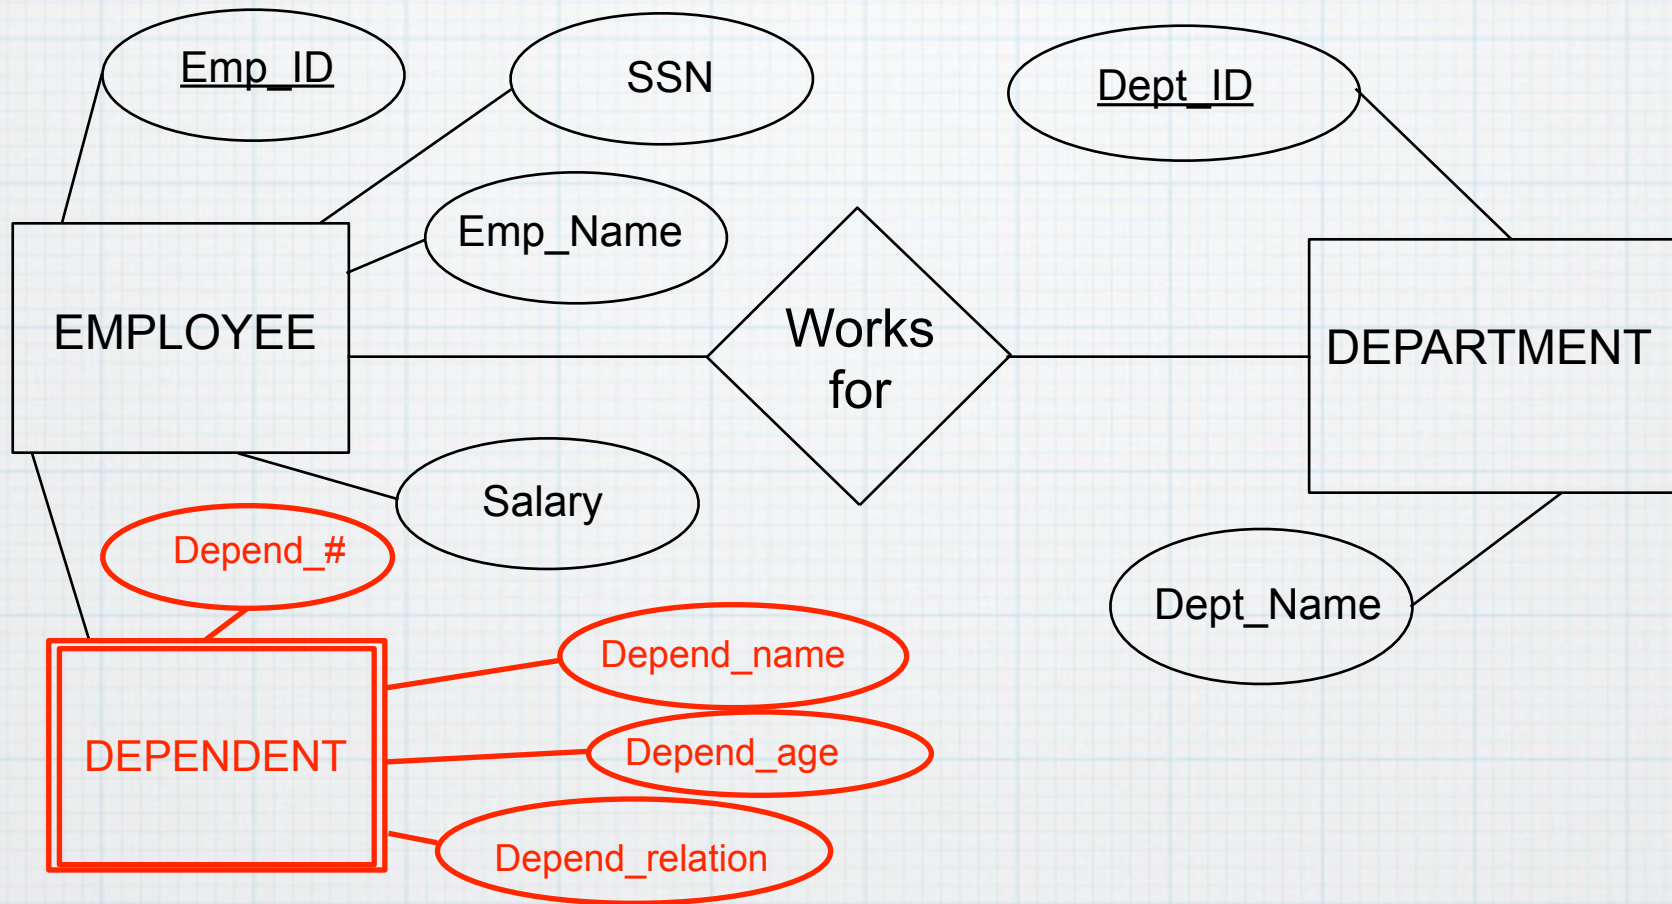 Emp_ID
SSN
Dept_ID
Emp_Name
EMPLOYEE
Works
for
DEPARTMENT
Salary
Depend_#
Dept_Name
Depend_name
DEPENDENT
Depend_age
Depend_relation